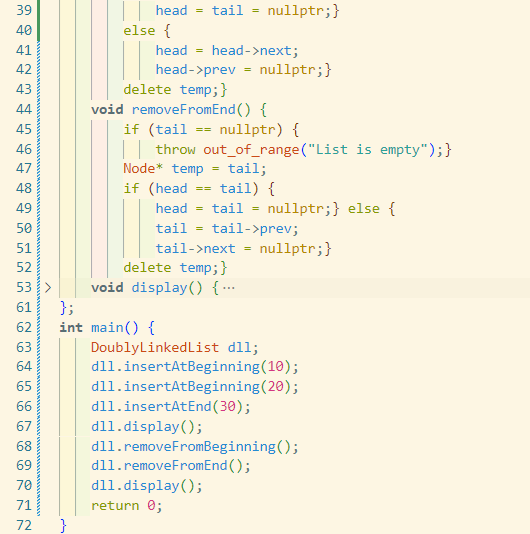 39 head = tail = nullptr;}
40 else {
41 head = head->next;
42 head->prev = nullptr;}
43 delete temp;}
44 void removeFromEnd() {
45 if (tail == nullptr) {
46 throw out_of_range("List is empty");}
47 Node* temp = tail;
48 if (head == tail) {
49 head = tail = nullptr;} else {
50 tail = tail->prev;
51 tail->next = nullptr;}
52 delete temp;}
53 > void display() { ⋯
61 };
62 int main() {
63 DoublyLinkedList dll;
64 dll.insertAtBeginning(10);
65 dll.insertAtBeginning(20);
66 dll.insertAtEnd(30);
67 dll.display();
68 dll.removeFromBeginning();
69 dll.removeFromEnd();
70 dll.display();
71 return 0;
72 }